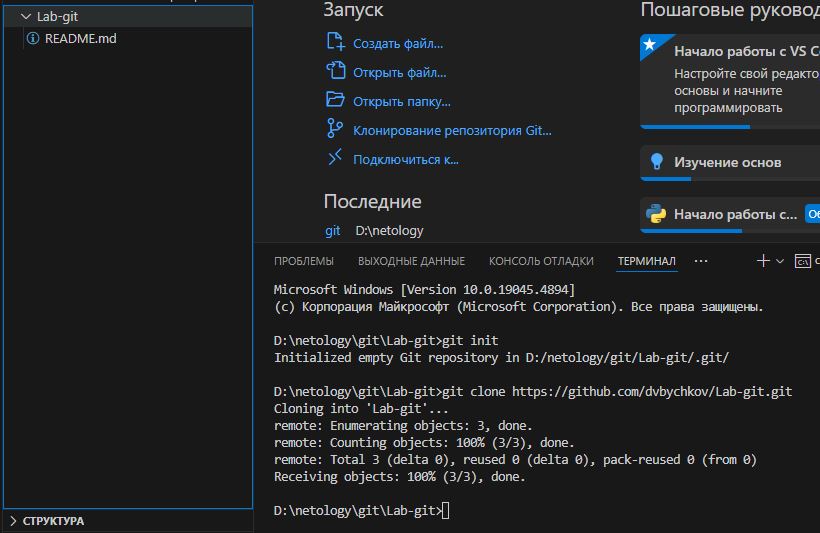 Lab-git
README.md
СТРУКТУРА
Запуск
Создать файл...
Открыть файл...
Открыть папку...
Клонирование репозитория Git...
Подключиться к...
Последние
git D:\netology
Пошаговые
Начало работы с VS
Настройте свой
основы и начните
программировать
Изучение основ
Начало работы с...
ПРОБЛЕМЫ ВЫХОДНЫЕ ДАННЫЕ КОНСОЛЬ ОТЛАДКИ ТЕРМИНАЛ ...
Microsoft Windows [Version 10.0.19045.4894]
(c) Корпорация Майкрософт (Microsoft Corporation). Все права защищены.
D:\netology\git\Lab-git>git init
Initialized empty Git repository in D:/netology/git/Lab-git/.git/
D:\netology\git\Lab-git>git clone https://github.com/dvbychkov/Lab-git.git
Cloning into 'Lab-git'...
remote: Enumerating objects: 3, done.
remote: Counting objects: 100% (3/3), done.
remote: Total 3 (delta 0), reused 0 (delta 0), pack-reused 0 (from 0)
Receiving objects: 100% (3/3), done.
D:\netology\git\Lab-git>